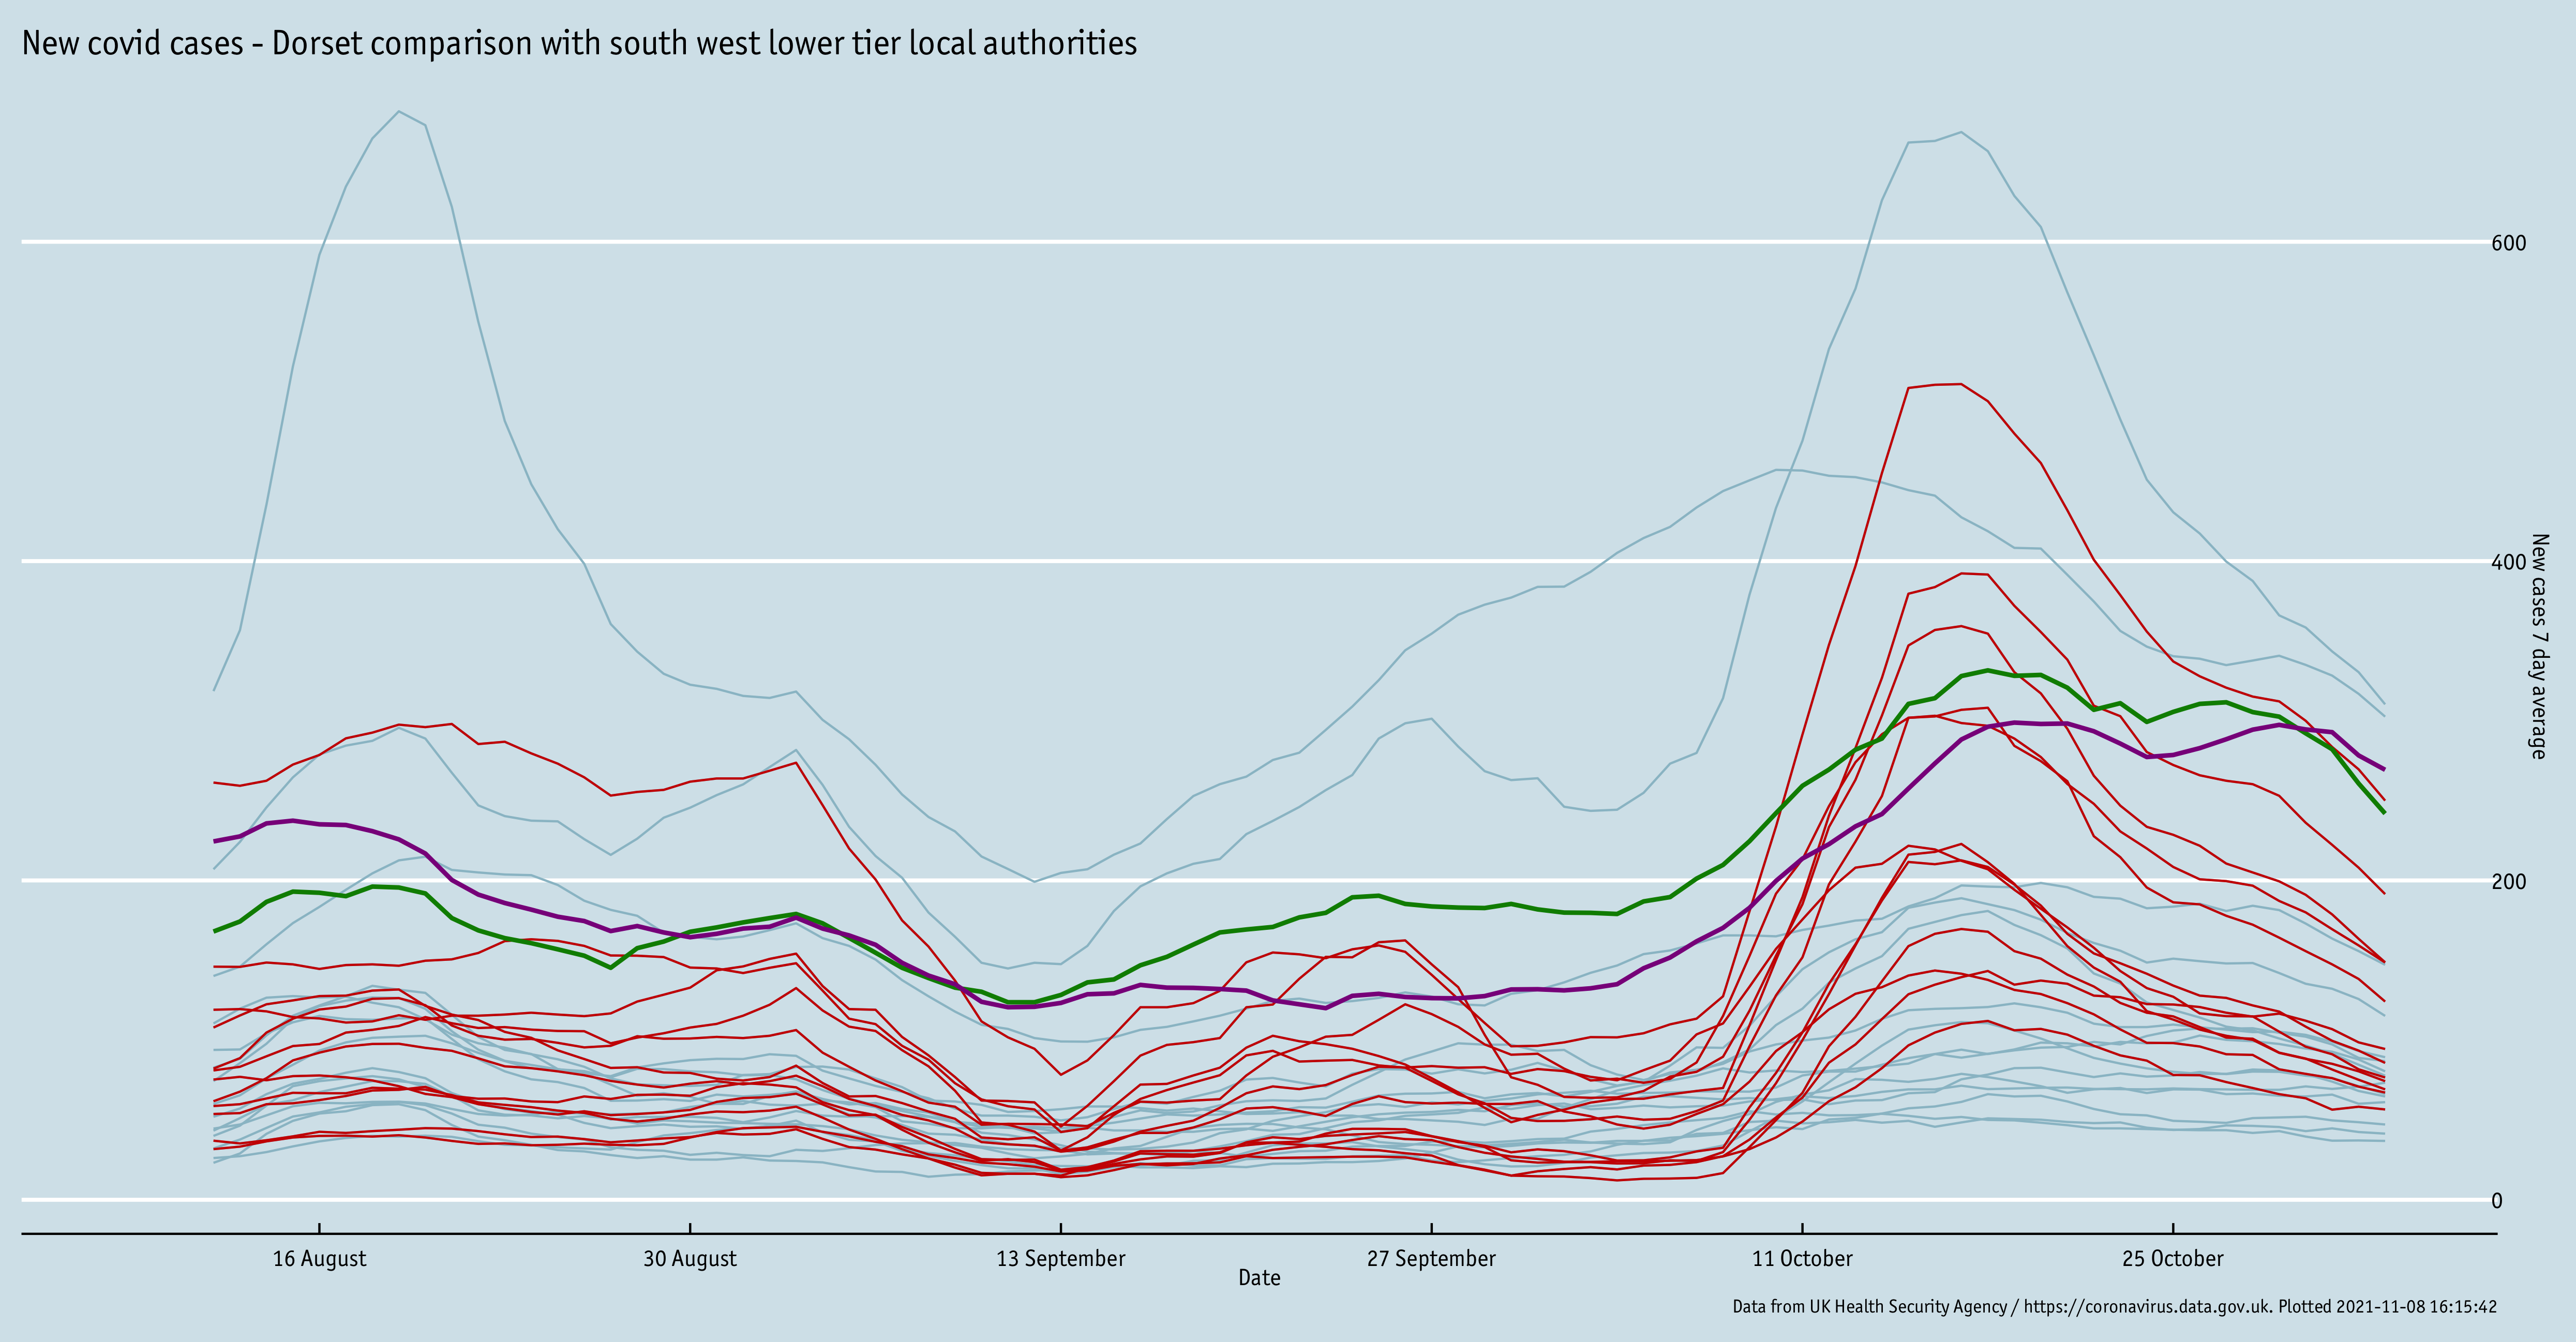 New covid cases - Dorset comparison with south west lower tier local authorities
600
400
New cases 7 day average
200
0
16 August
30 August
13 September
27 September
11 October
25 October
Date
Data from UK Health Security Agency / https://coronavirus.data.gov.uk. Plotted 2021-11-08 16:15:42